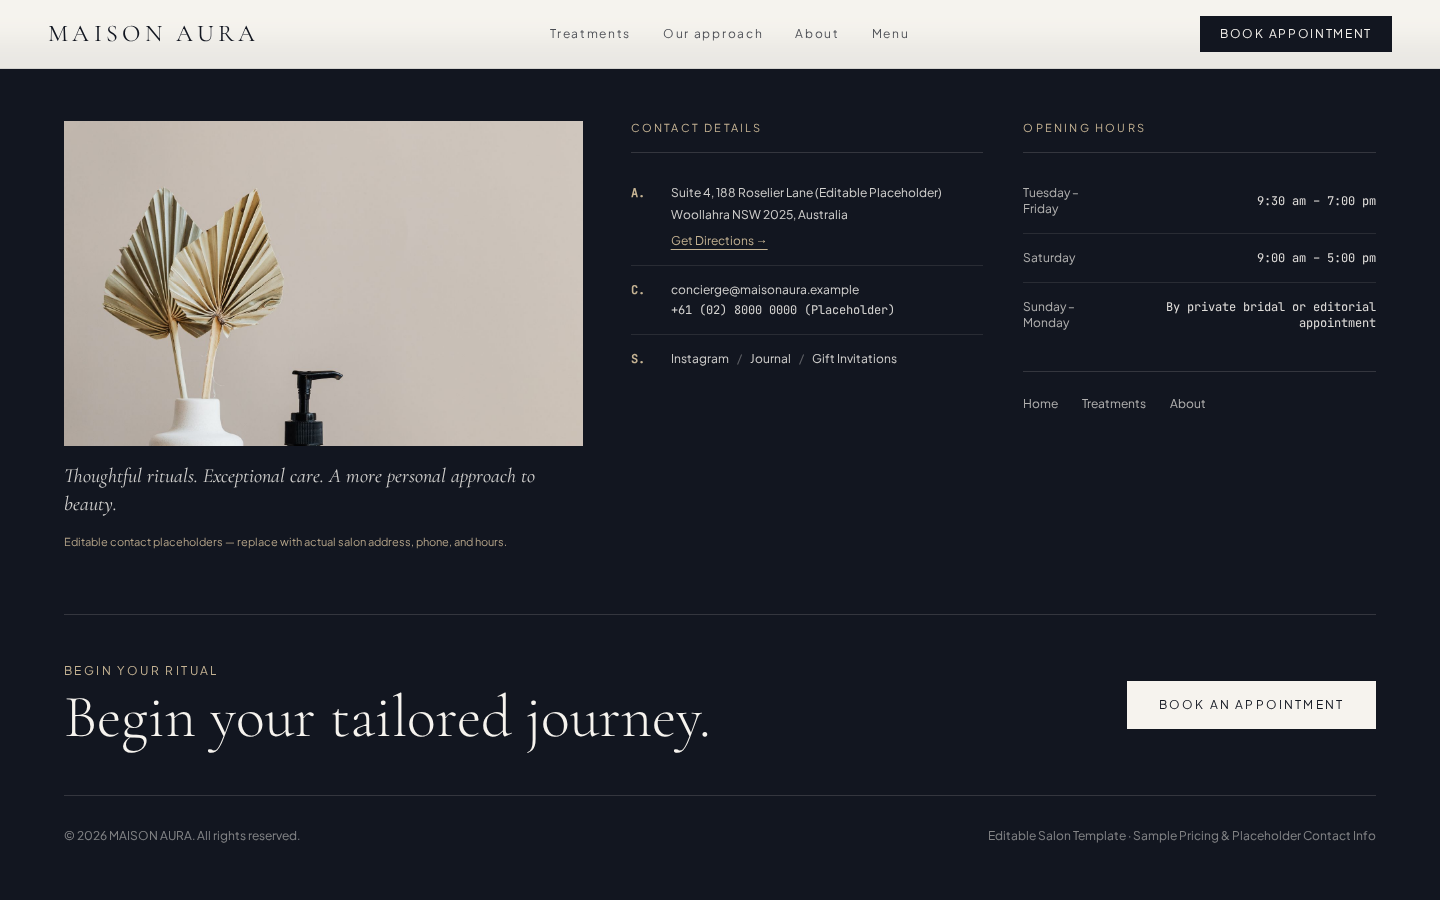 MAISON AURA
Treatments
Our approach
About
Menu
BOOK APPOINTMENT
Thoughtful rituals. Exceptional care. A more personal approach to
beauty.
Editable contact placeholders — replace with actual salon address, phone, and hours.
CONTACT DETAILS
A.
Suite 4, 188 Roselier Lane (Editable Placeholder)
Woollahra NSW 2025, Australia
Get Directions →
C.
concierge@maisonaura.example
+61 (02) 8000 0000 (Placeholder)
S.
Instagram / Journal / Gift Invitations
OPENING HOURS
Tuesday –
Friday
9:30 am – 7:00 pm
Saturday
9:00 am – 5:00 pm
Sunday –
Monday
By private bridal or editorial
appointment
Home
Treatments
About
BEGIN YOUR RITUAL
Begin your tailored journey.
BOOK AN APPOINTMENT
© 2026 MAISON AURA. All rights reserved.
Editable Salon Template · Sample Pricing & Placeholder Contact Info